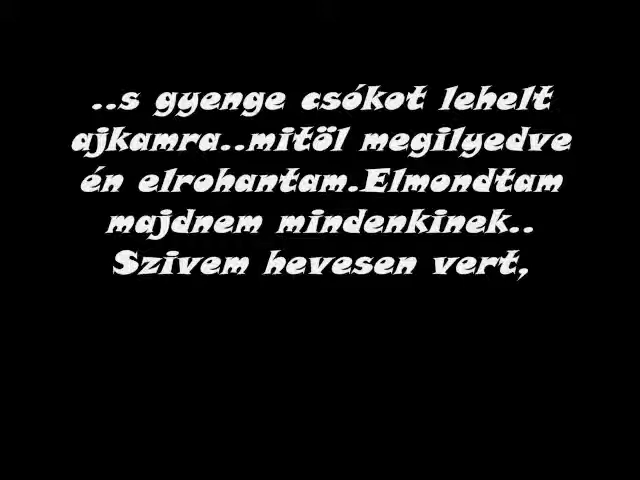 ..s gyenge csókot lehelt
ajkamra..mitöl megilyedve
én elrohantam.Elmondtam
majdnem mindenkinek..
Szivem hevesen vert,